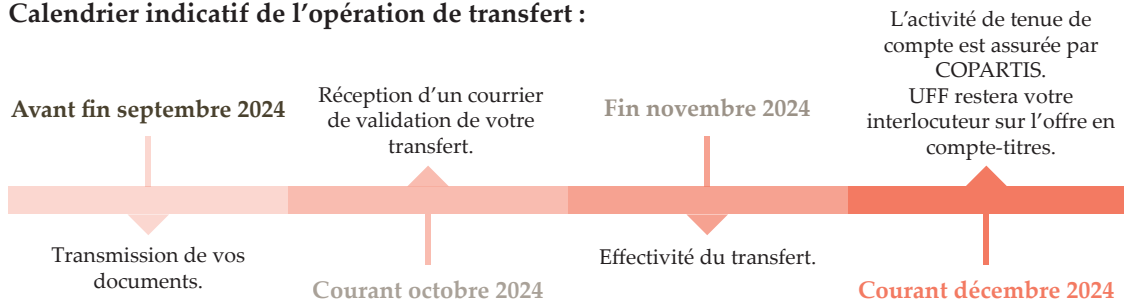 Calendrier indicatif de l’opération de transfert :
Avant fin septembre 2024
Transmission de vos
documents.
Réception d’un courrier
de validation de votre
transfert.
Courant octobre 2024
Fin novembre 2024
Effectivité du transfert.
L’activité de tenue de
compte est assurée par
COPARTIS.
UFF restera votre
interlocuteur sur l’offre en
compte-titres.
Courant décembre 2024